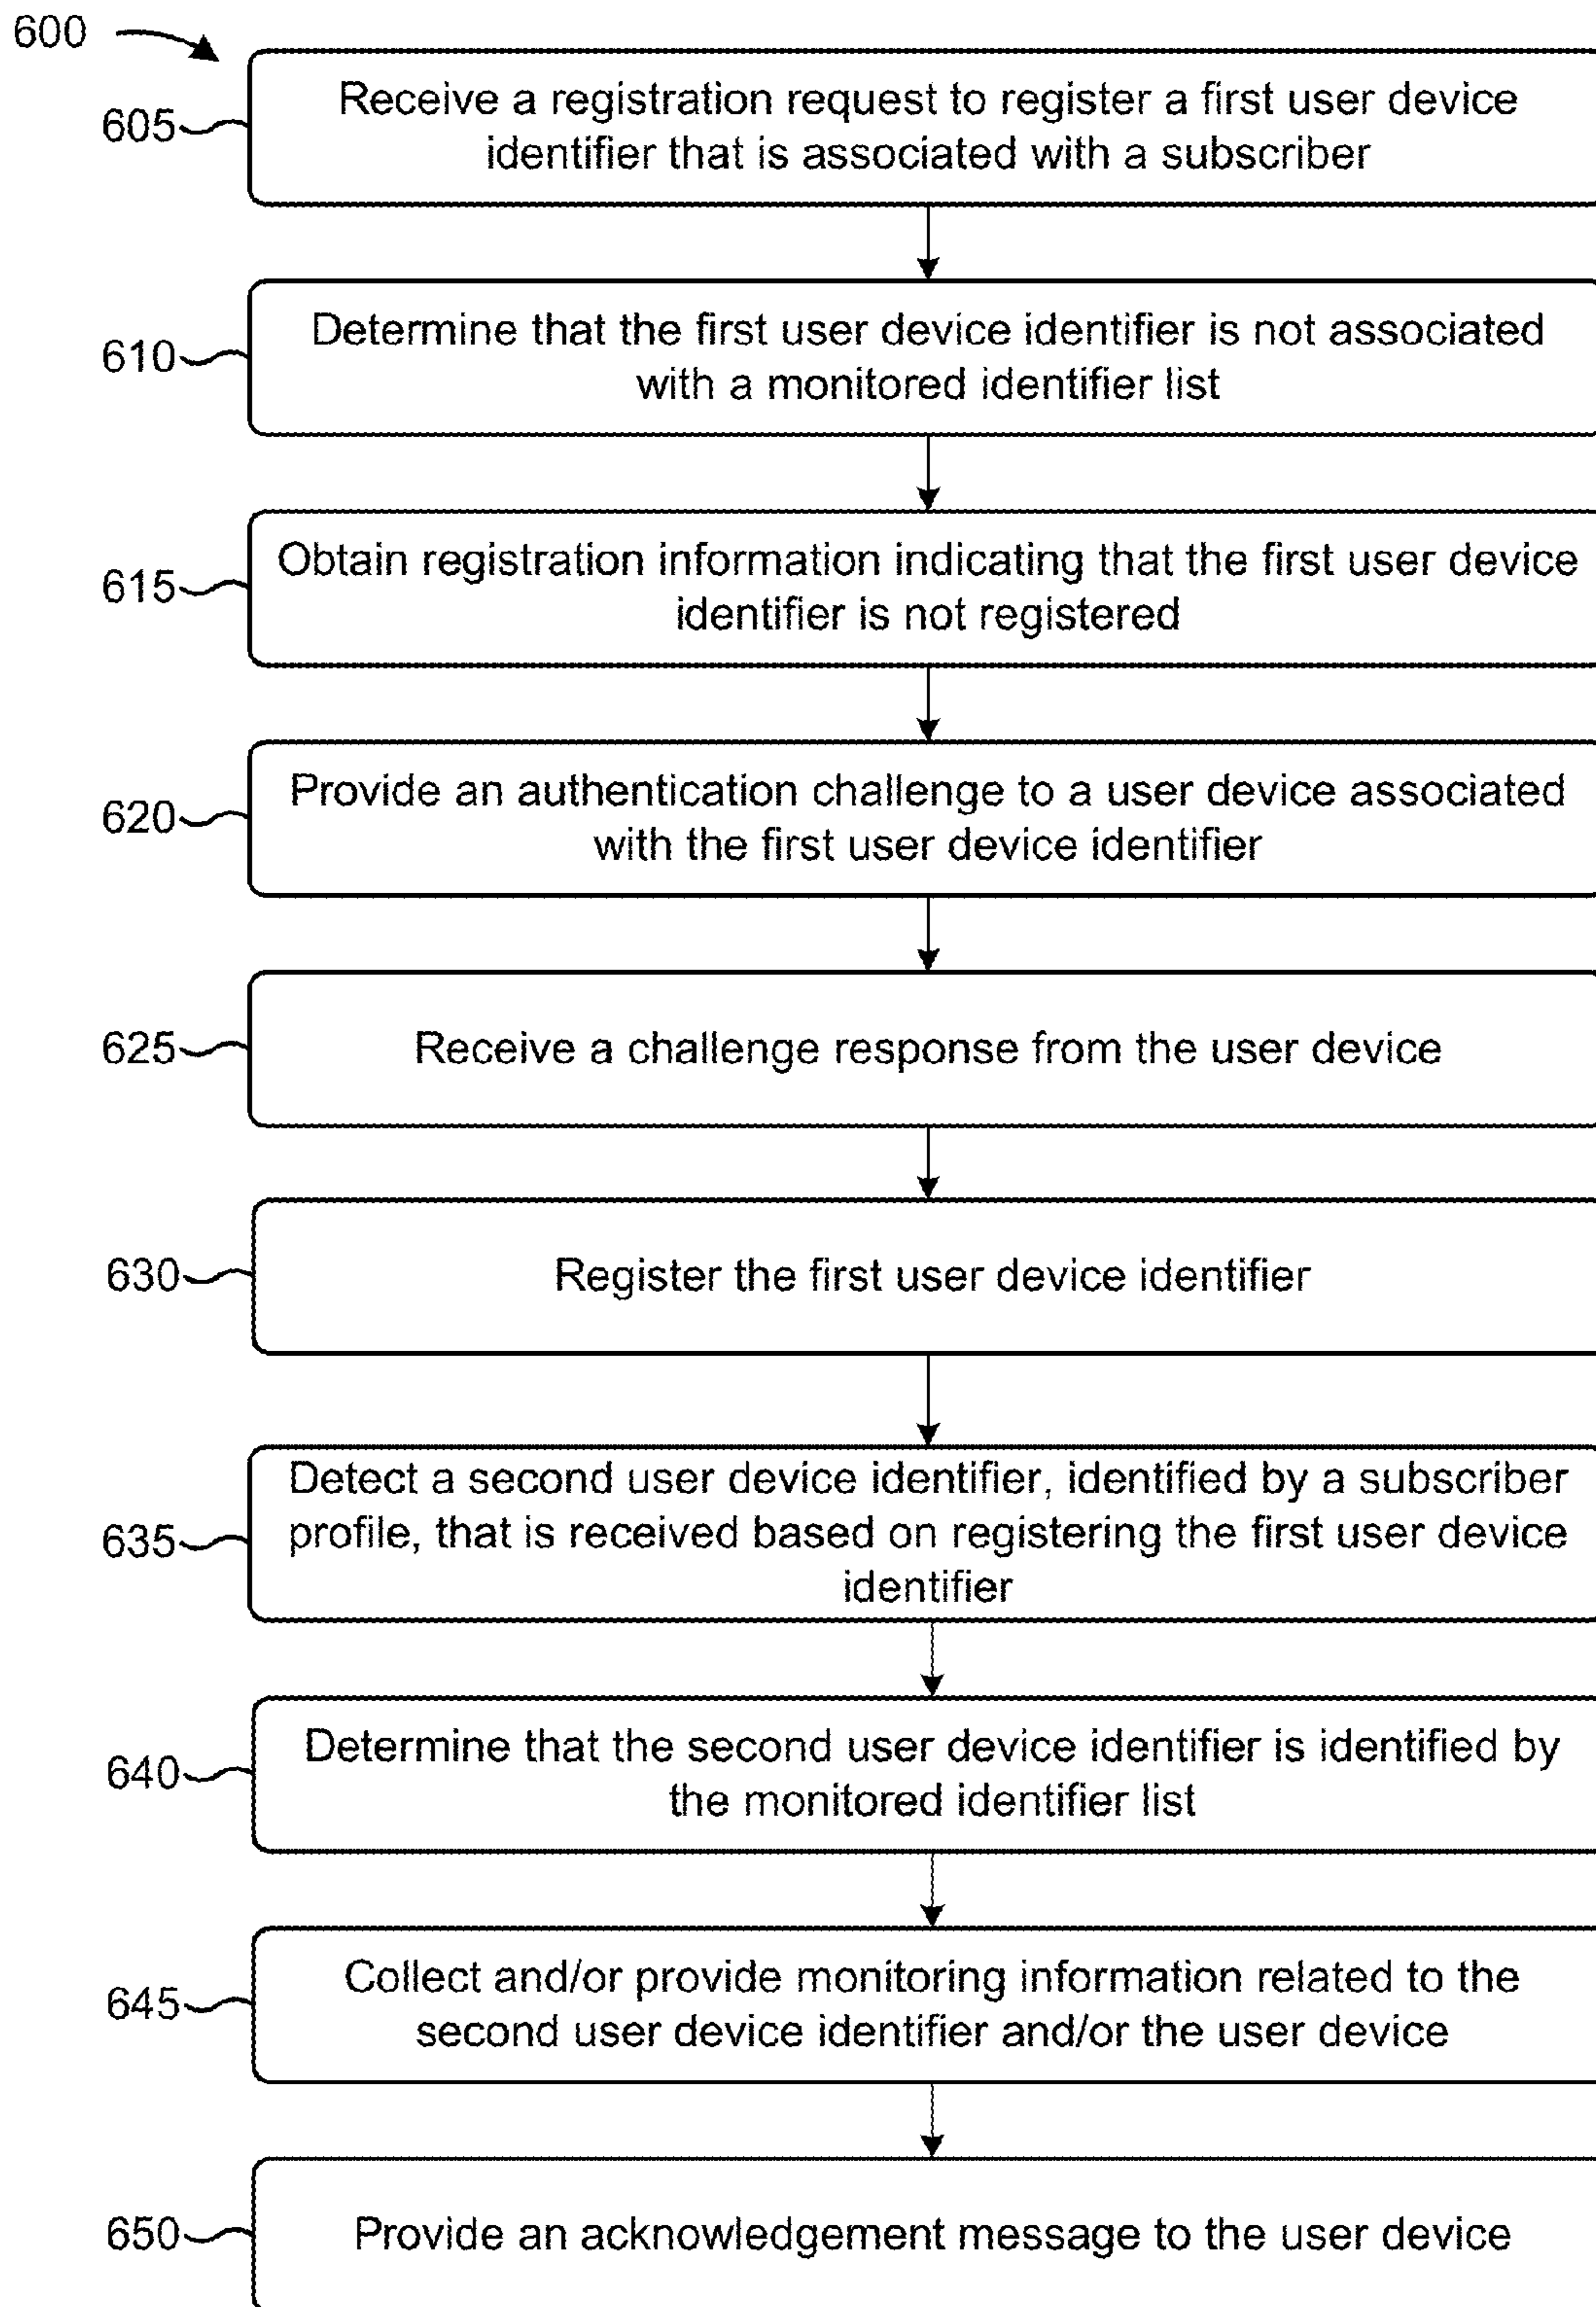 600
605
Receive a registration request to register a first user device
identifier that is associated with a subscriber
610
Determine that the first user device identifier is not associated
with a monitored identifier list
615
Obtain registration information indicating that the first user device
identifier is not registered
620
Provide an authentication challenge to a user device associated
with the first user device identifier
625
Receive a challenge response from the user device
630
Register the first user device identifier
635
Detect a second user device identifier, identified by a subscriber
profile, that is received based on registering the first user device
identifier
640
Determine that the second user device identifier is identified by
the monitored identifier list
645
Collect and/or provide monitoring information related to the
second user device identifier and/or the user device
650
Provide an acknowledgement message to the user device